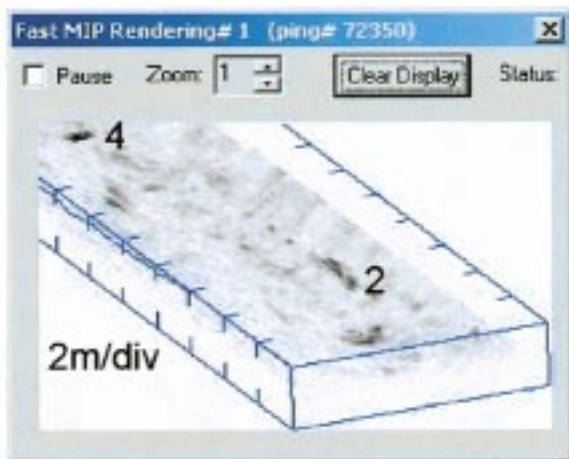 Fast MIP Rendering# 1 (ping# 72350)
Pause Zoom: 1 Clear Display Status:
4
2
2m/div